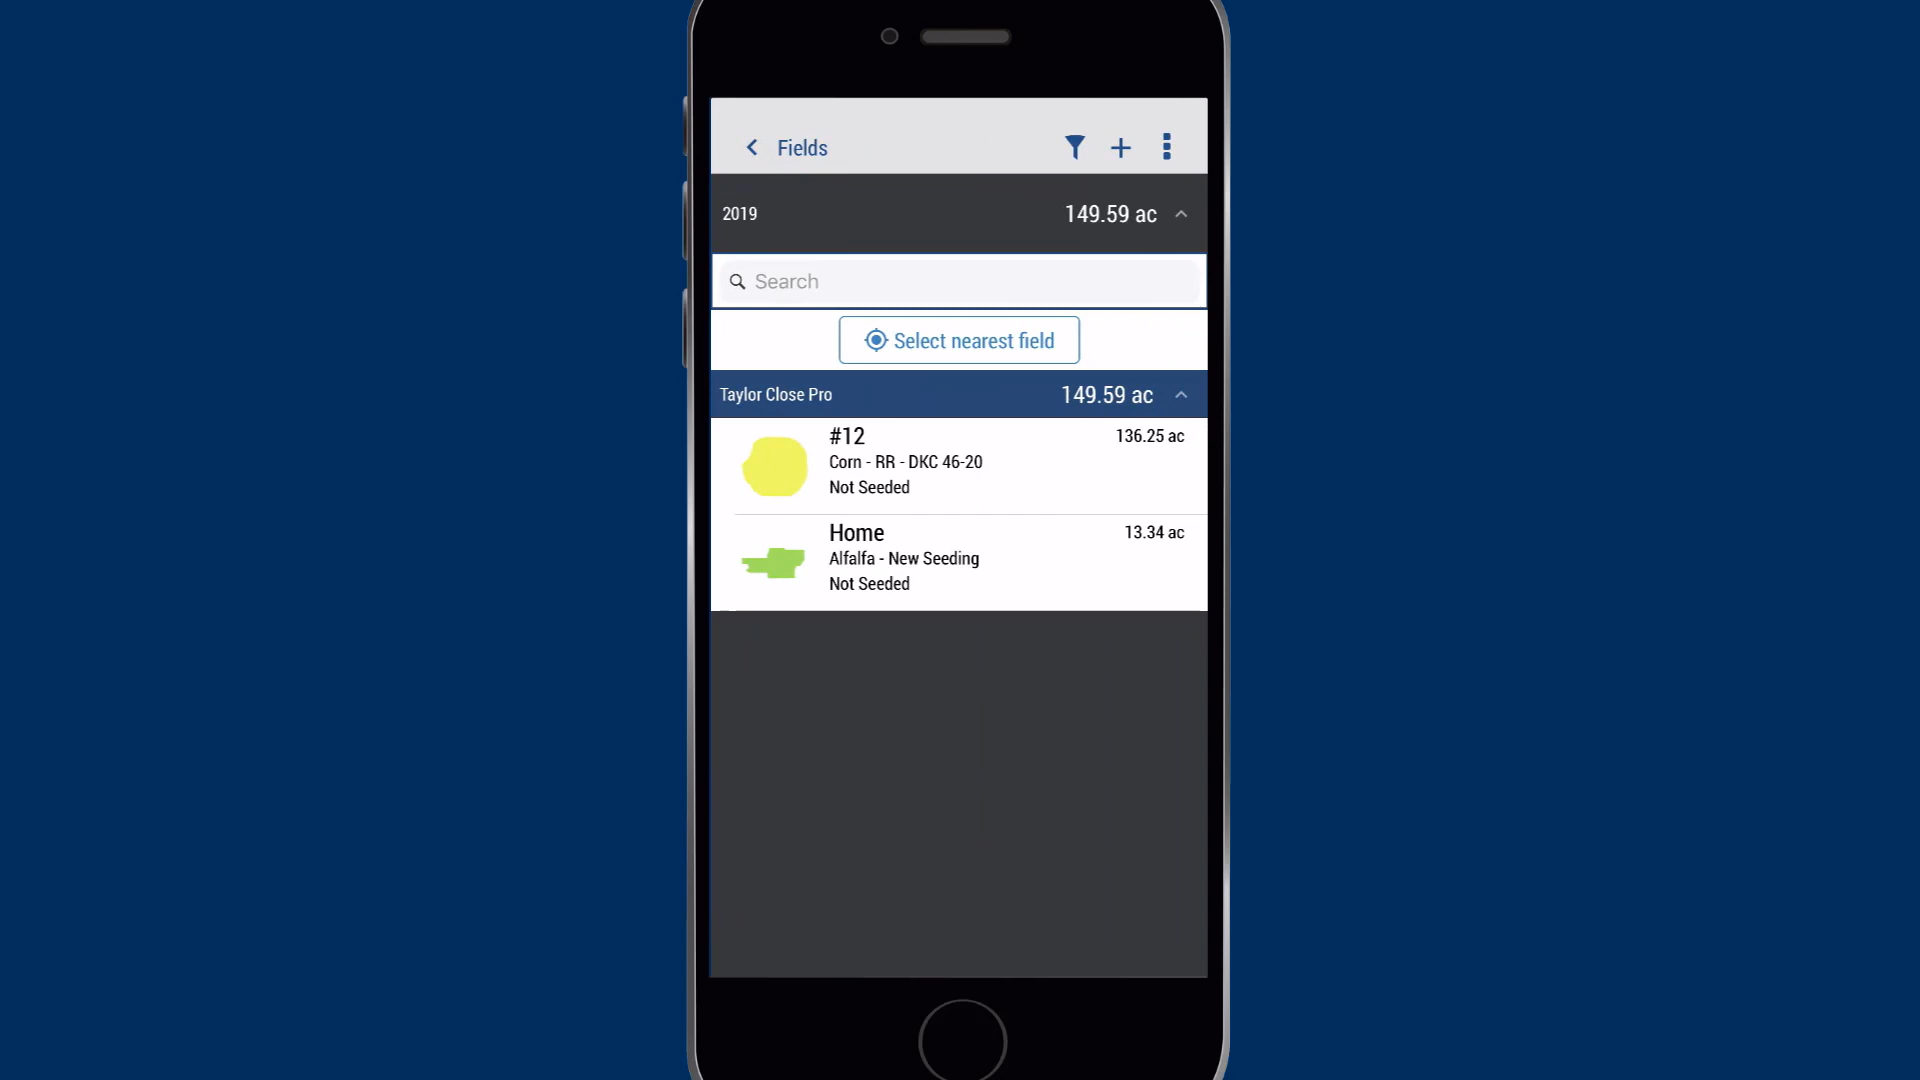 Fields
2019 149.59 ac
Search
Select nearest field
Taylor Close Pro 149.59 ac
#12 136.25 ac
Corn - RR - DKC 46-20
Not Seeded
Home 13.34 ac
Alfalfa - New Seeding
Not Seeded